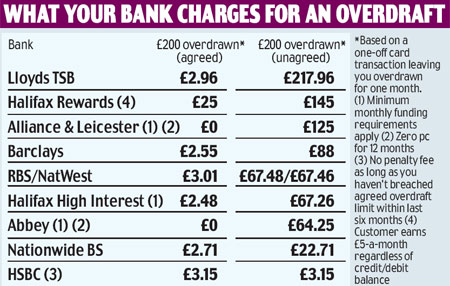 WHAT YOUR BANK CHARGES FOR AN OVERDRAFT
Bank £200 overdrawn* (agreed) £200 overdrawn* (unagreed)
Lloyds TSB £2.96 £217.96
Halifax Rewards (4) £25 £145
Alliance & Leicester (1) (2) £0 £125
Barclays £2.55 £88
RBS/NatWest £3.01 £67.48/£67.46
Halifax High Interest (1) £2.48 £67.26
Abbey (1) (2) £0 £64.25
Nationwide BS £2.71 £22.71
HSBC (3) £3.15 £3.15
*Based on a
one-off card
transaction leaving
you overdrawn
for one month.
(1) Minimum
monthly funding
requirements
apply (2) Zero pc
for 12 months
(3) No penalty fee
as long as you
haven't breached
agreed overdraft
limit within last
six months (4)
Customer earns
£5-a-month
regardless of
credit/debit
balance